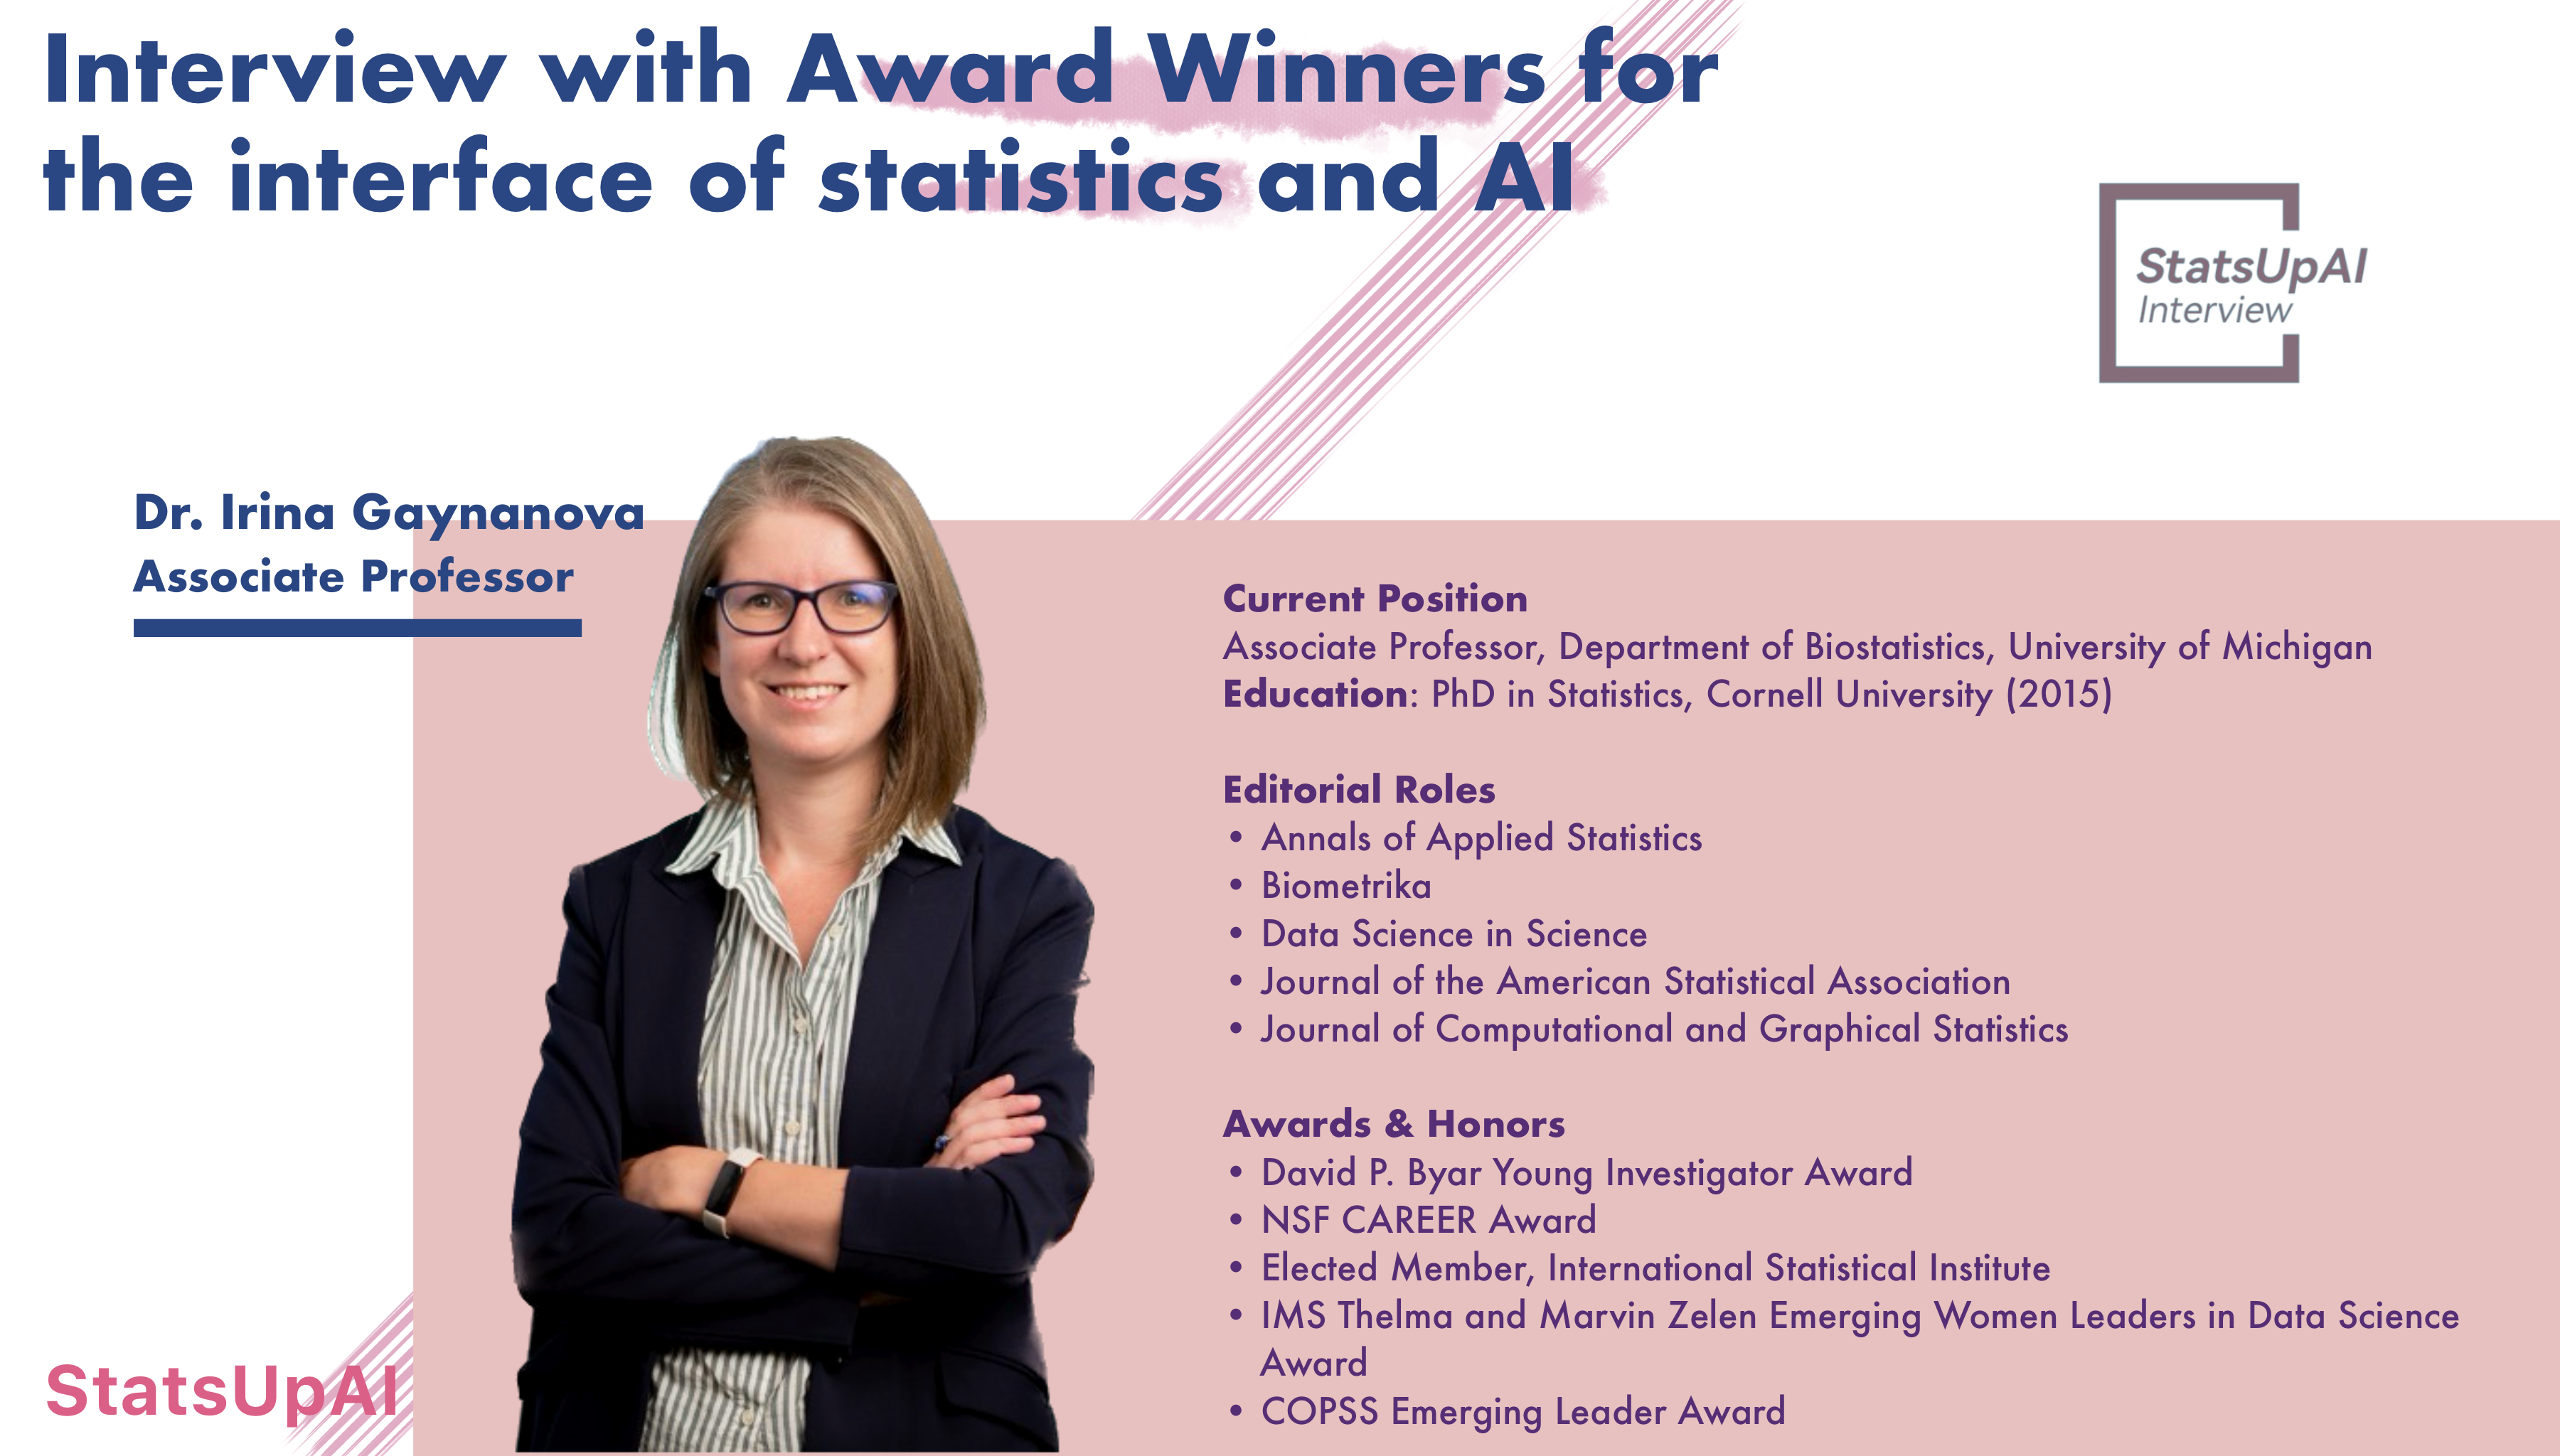 Interview with Award Winners for
the interface of statistics and AI
StatsUpAI
Interview
Dr. Irina Gaynanova
Associate Professor
Current Position
Associate Professor, Department of Biostatistics, University of Michigan
Education: PhD in Statistics, Cornell University (2015)
Editorial Roles
• Annals of Applied Statistics
• Biometrika
• Data Science in Science
• Journal of the American Statistical Association
• Journal of Computational and Graphical Statistics
Awards & Honors
• David P. Byar Young Investigator Award
• NSF CAREER Award
• Elected Member, International Statistical Institute
• IMS Thelma and Marvin Zelen Emerging Women Leaders in Data Science
Award
• COPSS Emerging Leader Award
StatsUpAI